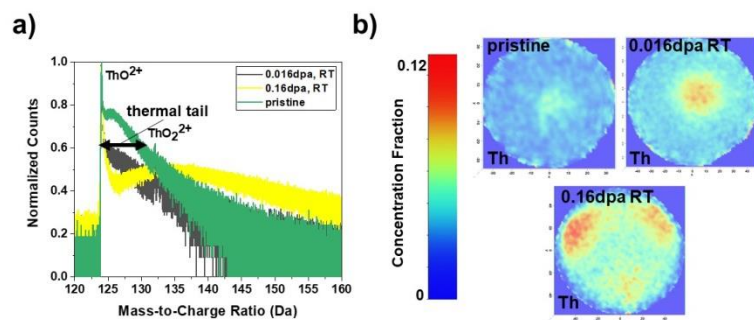 a)
ThO²⁺
thermal tail
ThO₂²⁺
0.016dpa, RT
0.16dpa, RT
pristine
1.0
0.8
0.6
0.4
0.2
0.0
Normalized Counts
120 125 130 135 140 145 150 155 160
Mass-to-Charge Ratio (Da)
b)
0.12
0
Concentration Fraction
pristine
Th
0.016dpa RT
Th
0.16dpa RT
Th